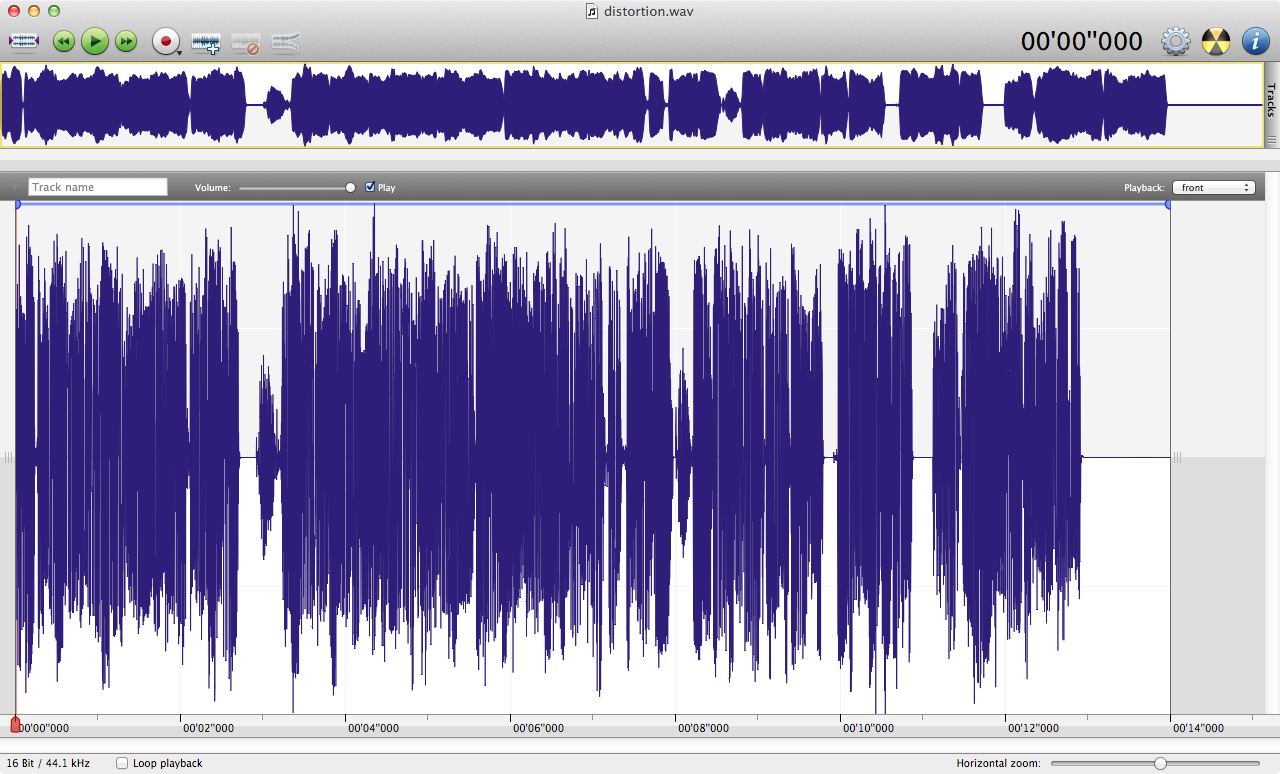 distortion.wav
00'00"000
Tracks
Track name
Volume:
Play
Playback:
front
00'00"000
00'02"000
00'04"000
00'06"000
00'08"000
00'10"000
00'12"000
00'14"000
16 Bit / 44.1 kHz
Loop playback
Horizontal zoom: